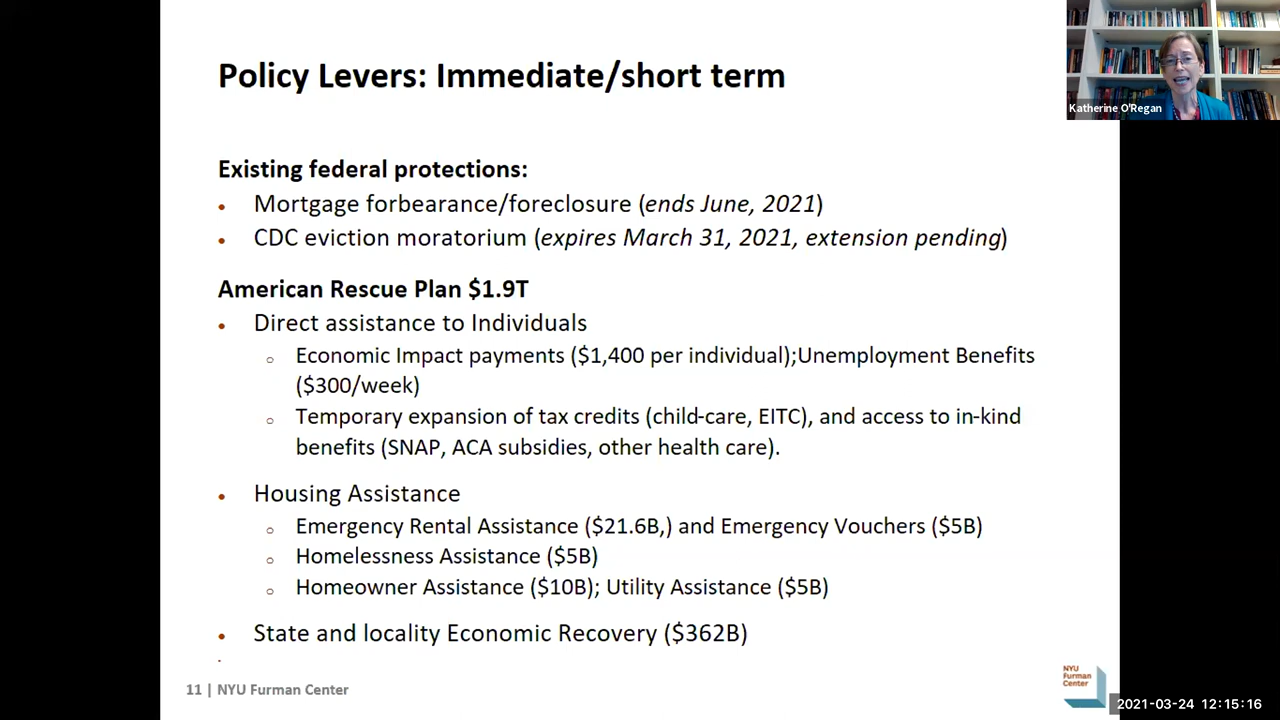 Policy Levers: Immediate/short term
Katherine O'Regan
Existing federal protections:
• Mortgage forbearance/foreclosure (ends June, 2021)
• CDC eviction moratorium (expires March 31, 2021, extension pending)
American Rescue Plan $1.9T
• Direct assistance to Individuals
○ Economic Impact payments ($1,400 per individual);Unemployment Benefits
($300/week)
○ Temporary expansion of tax credits (child-care, EITC), and access to in-kind
benefits (SNAP, ACA subsidies, other health care).
• Housing Assistance
○ Emergency Rental Assistance ($21.6B,) and Emergency Vouchers ($5B)
○ Homelessness Assistance ($5B)
○ Homeowner Assistance ($10B); Utility Assistance ($5B)
• State and locality Economic Recovery ($362B)
11 | NYU Furman Center
NYU
Furman
Center
2021-03-24 12:15:16